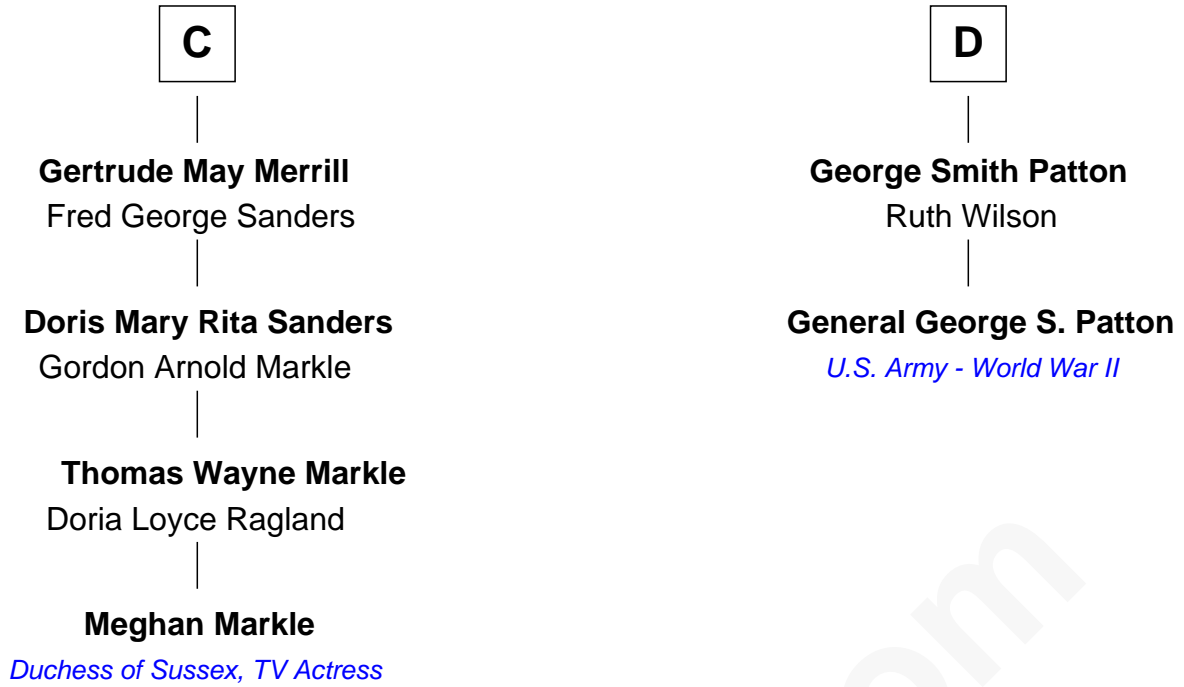 C
Gertrude May Merrill
Fred George Sanders
Doris Mary Rita Sanders
Gordon Arnold Markle
Thomas Wayne Markle
Doria Loyce Ragland
Meghan Markle
Duchess of Sussex, TV Actress
D
George Smith Patton
Ruth Wilson
General George S. Patton
U.S. Army - World War II
om